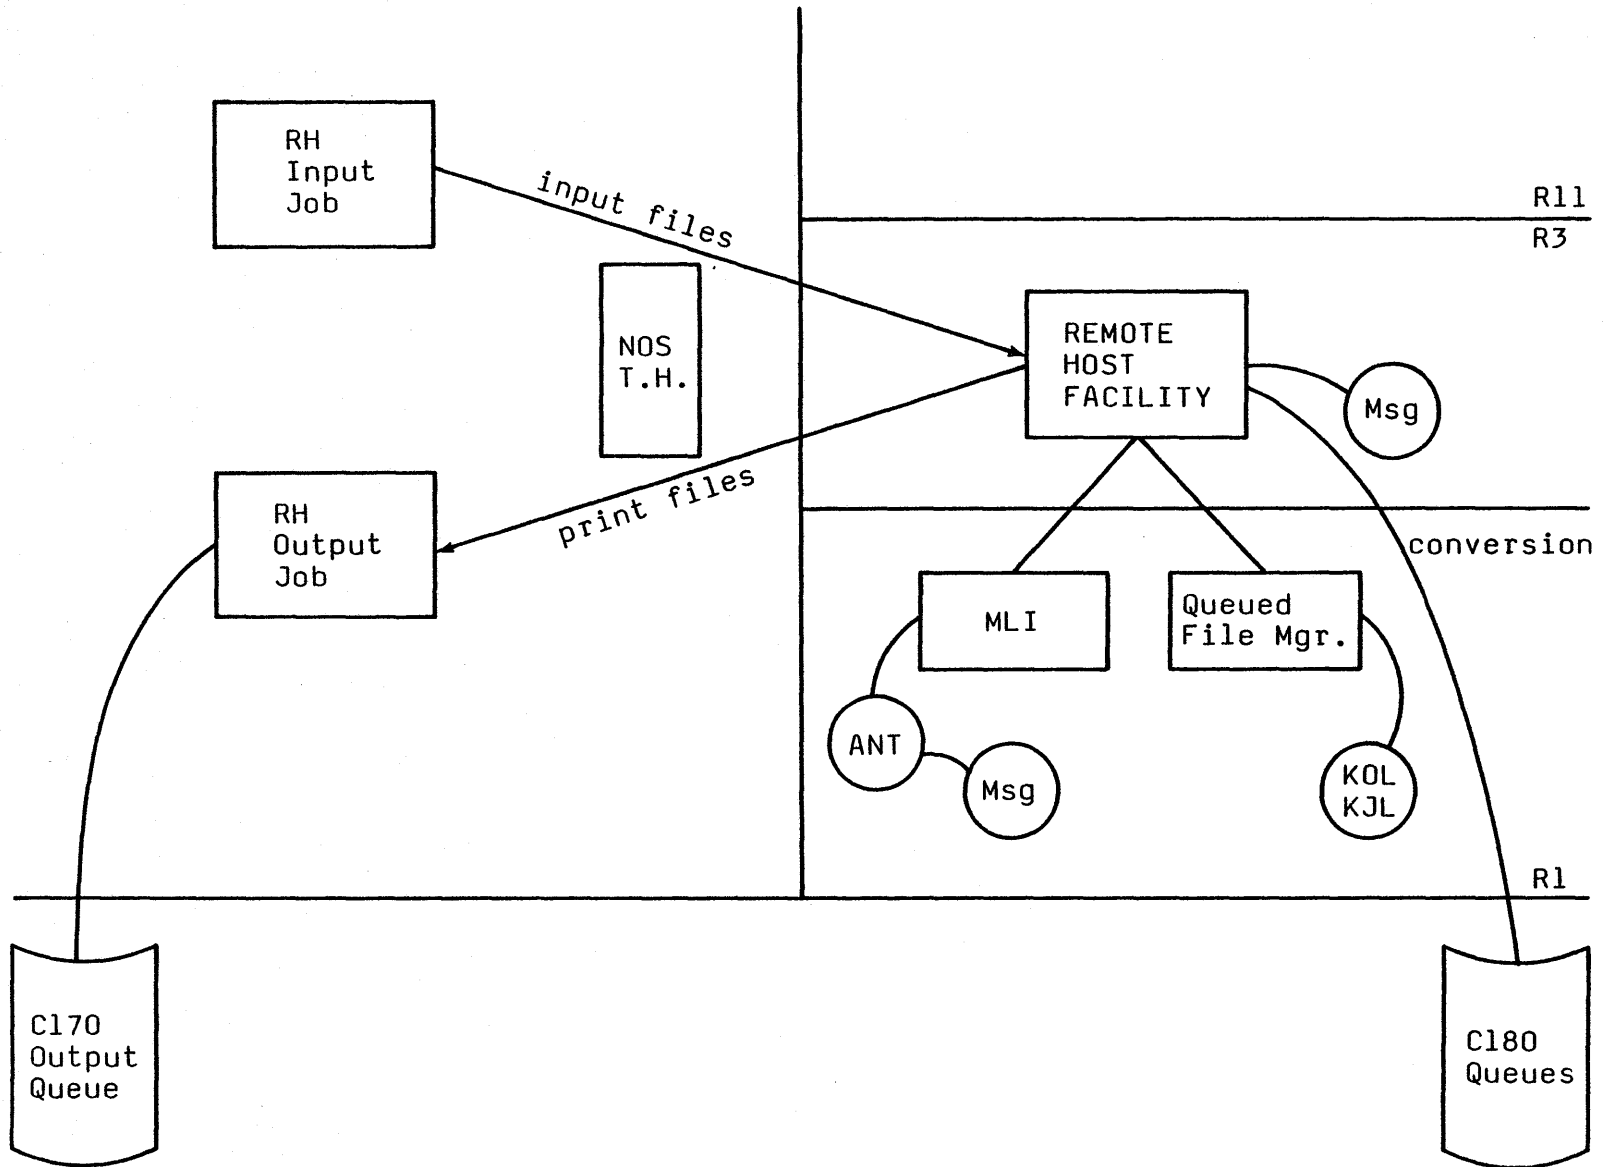 RH
Input
Job
input files
R11
R3
NOS
T.H.
REMOTE
HOST
FACILITY
Msg
print files
RH
Output
Job
conversion
MLI
Queued
File Mgr.
ANT
Msg
KOL
KJL
R1
C170
Output
Queue
C180
Queues